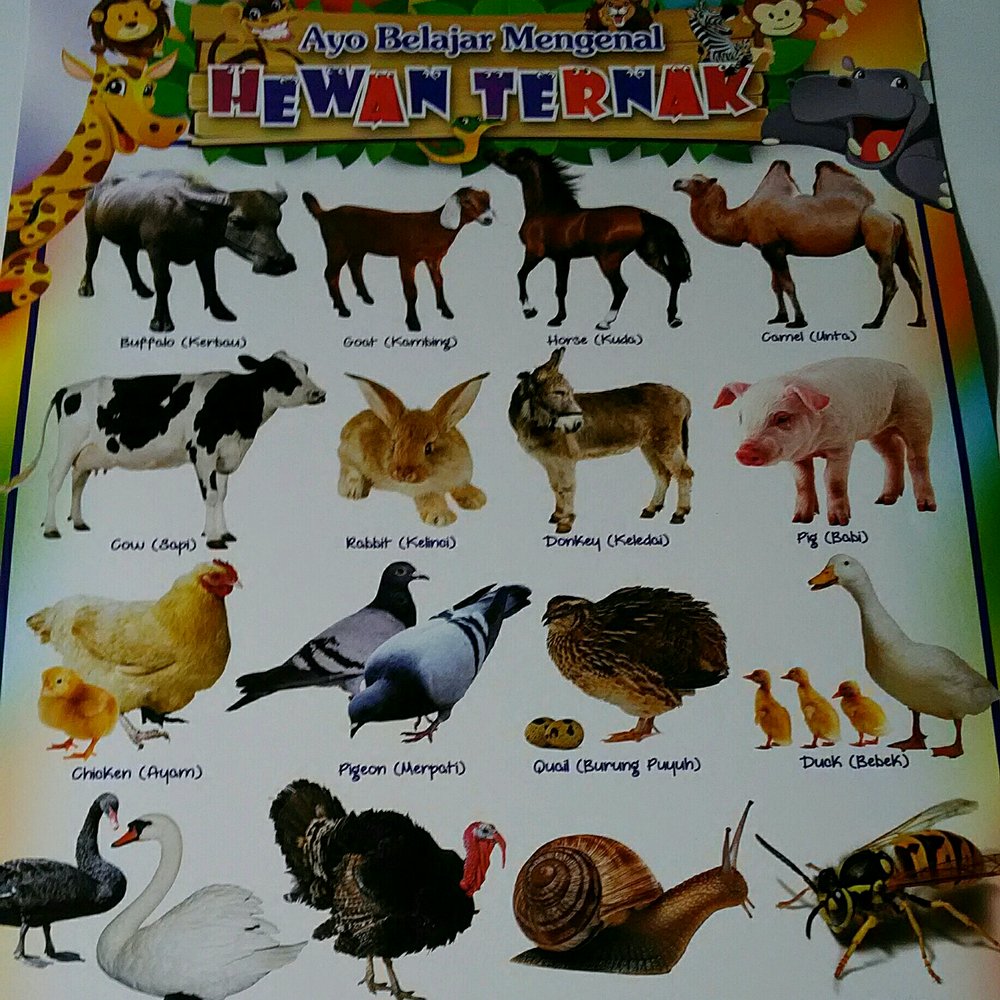 Ayo Belajar Mengenal
HEWAN TERNAK
Buffalo (Kerbau)
Goat (Kambing)
Horse (Kuda)
Camel (Unta)
Cow (Sapi)
Rabbit (Kelinci)
Donkey (Keledai)
Pig (Babi)
Chicken (Ayam)
Pigeon (Merpati)
Quail (Burung Puyuh)
Duck (Bebek)